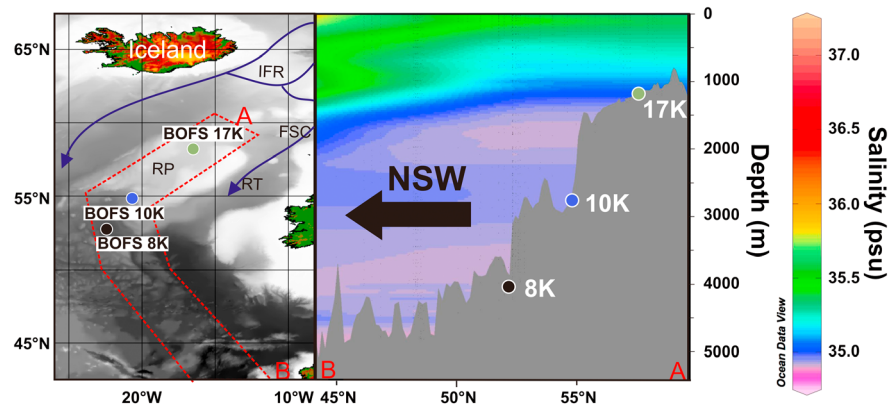 65°N
55°N
45°N
20°W
10°W
Iceland
IFR
A
BOFS 17K
FSC
RP
RT
BOFS 10K
BOFS 8K
B
NSW
17K
10K
8K
B
A
45°N
50°N
55°N
0
1000
2000
3000
4000
5000
Depth (m)
Ocean Data View
Salinity (psu)
37.0
36.5
36.0
35.5
35.0